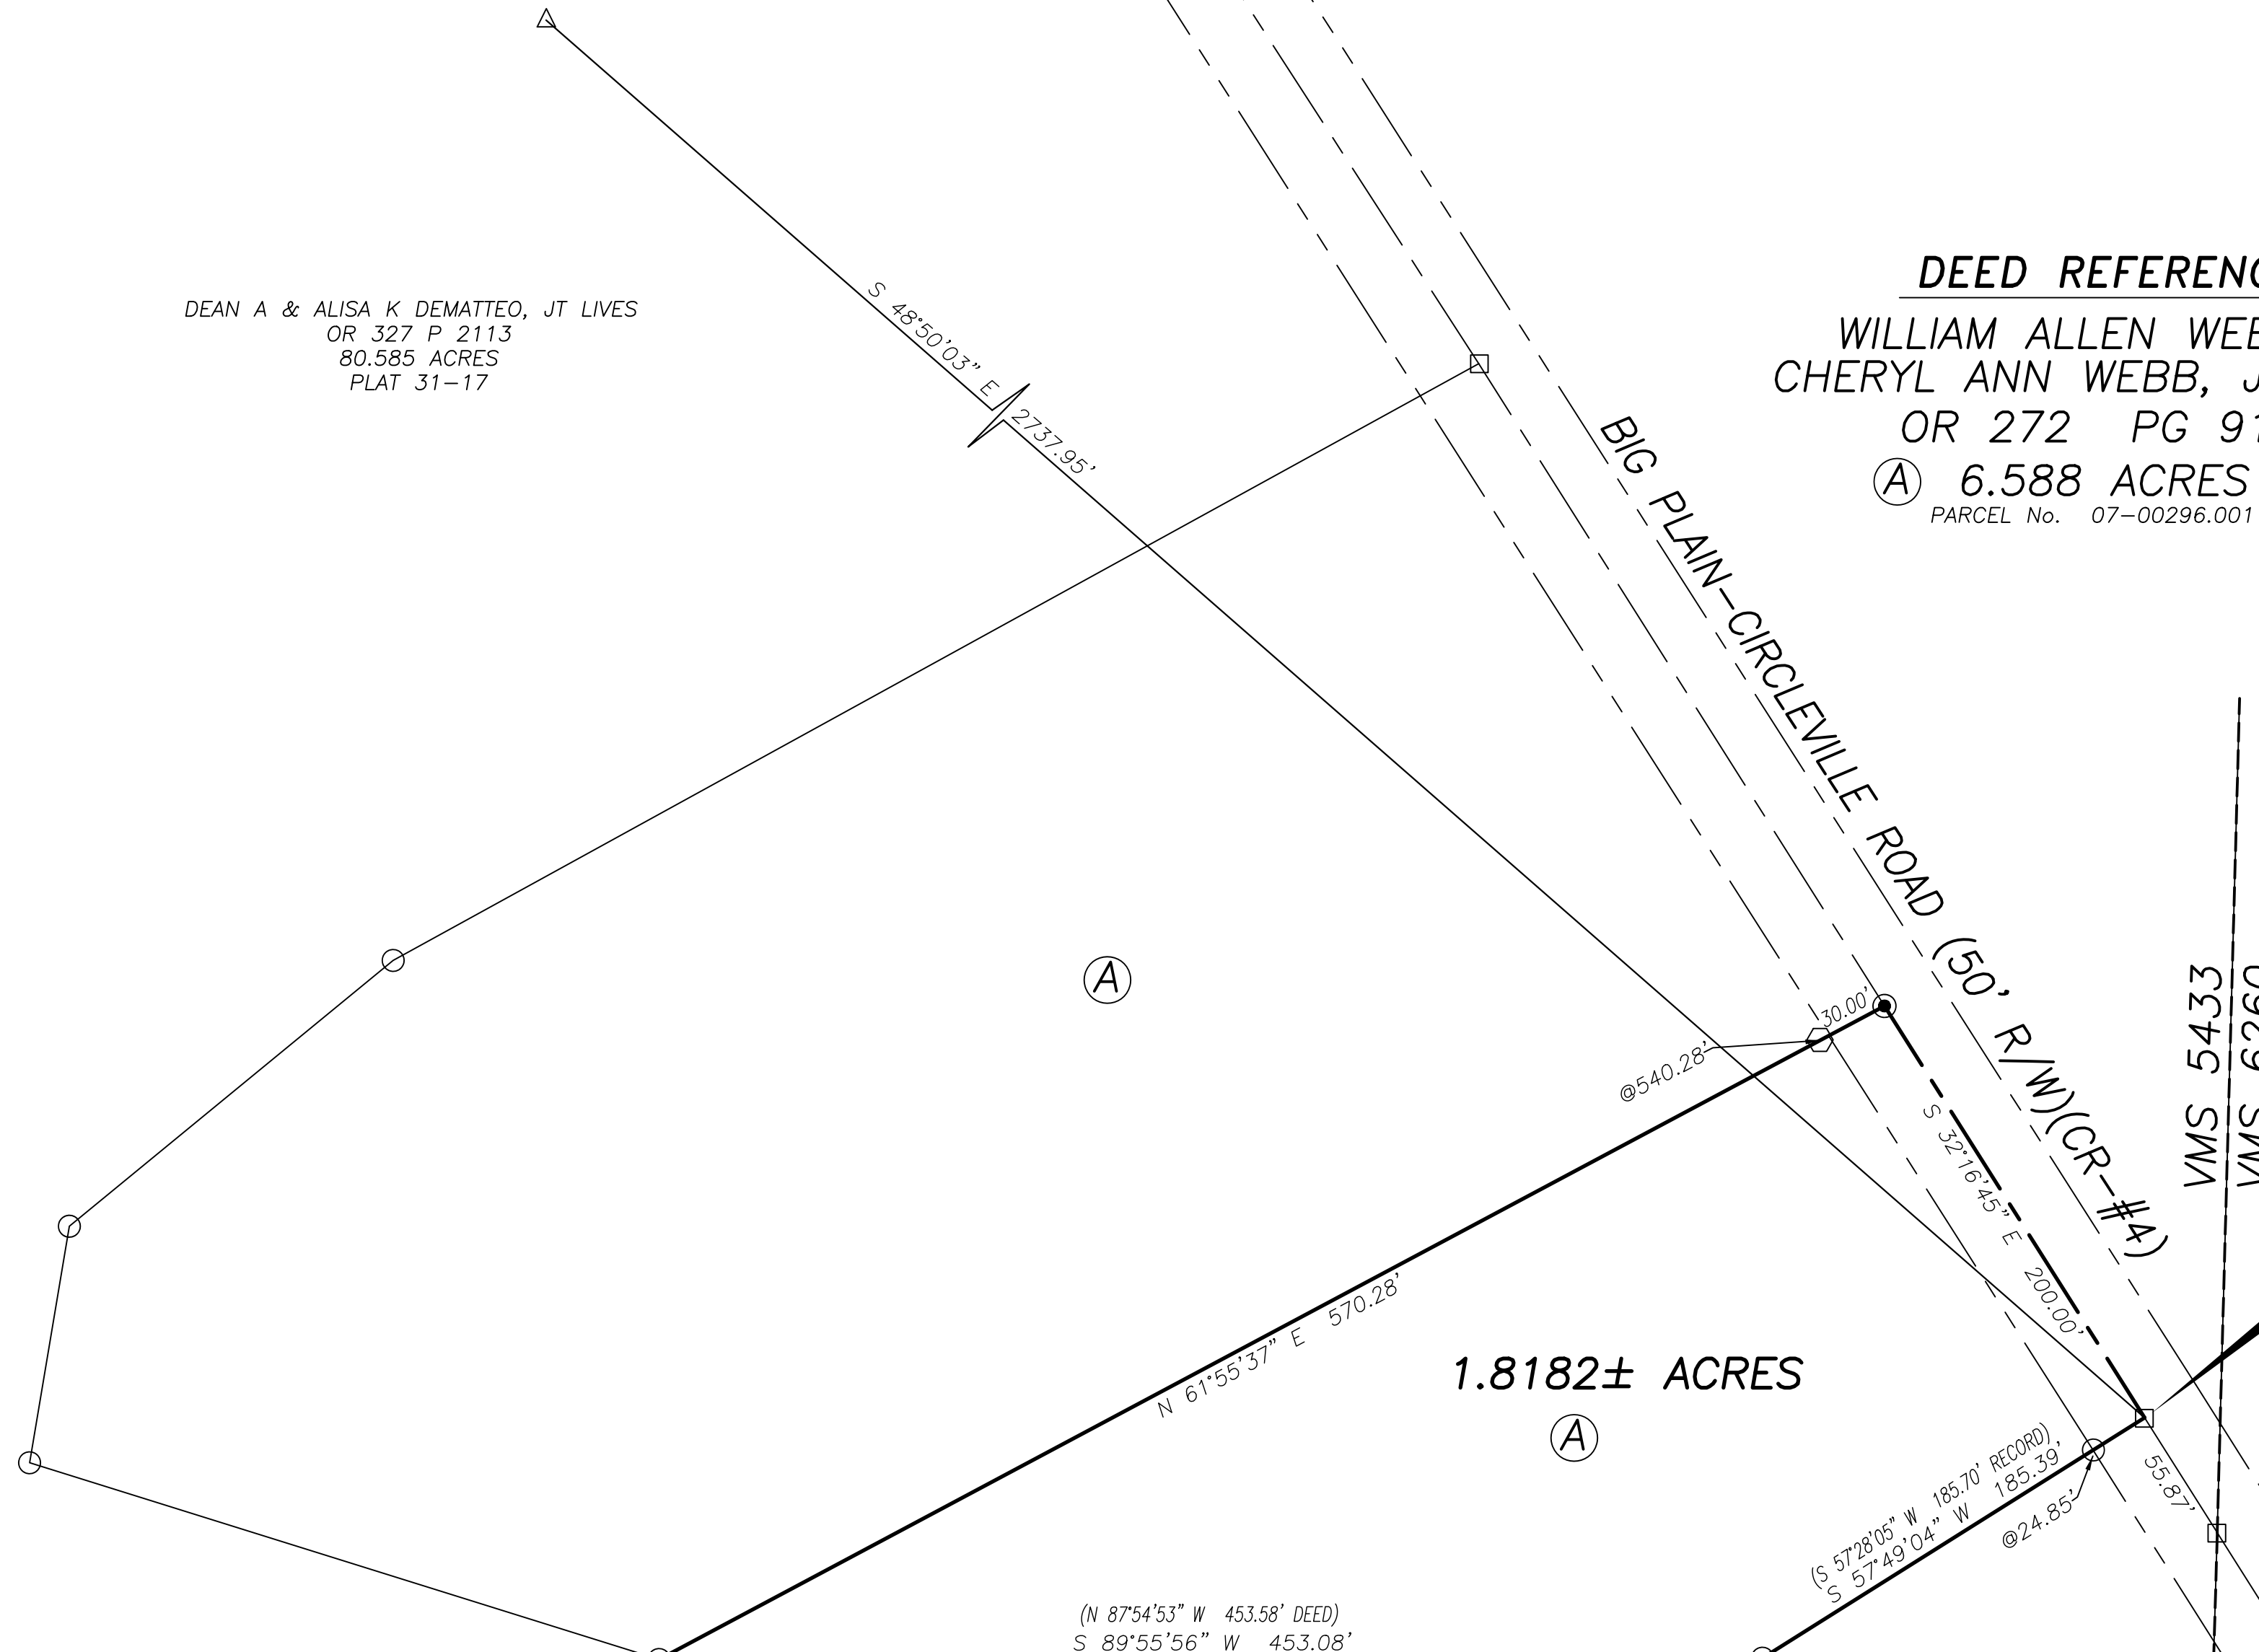 DEED REFERENC
WILLIAM ALLEN
CHERYL ANN WEBB,
OR 272 PG
A 6.588 ACRES
PARCEL No. 07-00296.001
DEAN A & ALISA K DEMATTEO, JT LIVES
OR 327 P 2113
80.585 ACRES
PLAT 31-17
S 48°50'03" E 2737.95'
BIG PLAIN-CIRCLEVILLE ROAD (50' R/W)(CR-#4)
A
30.00'
@540.28'
VMS 5433
VMS 6260
S 32°16'45" E 200.00'
N 61°55'37" E 570.28'
1.8182± ACRES
A
(S 57°28'05" W 185.70' RECORD)
S 57°49'04" W 185.39'
@24.85'
55.87'
(N 87°54'53" W 453.58' DEED)
S 89°55'56" W 453.08'